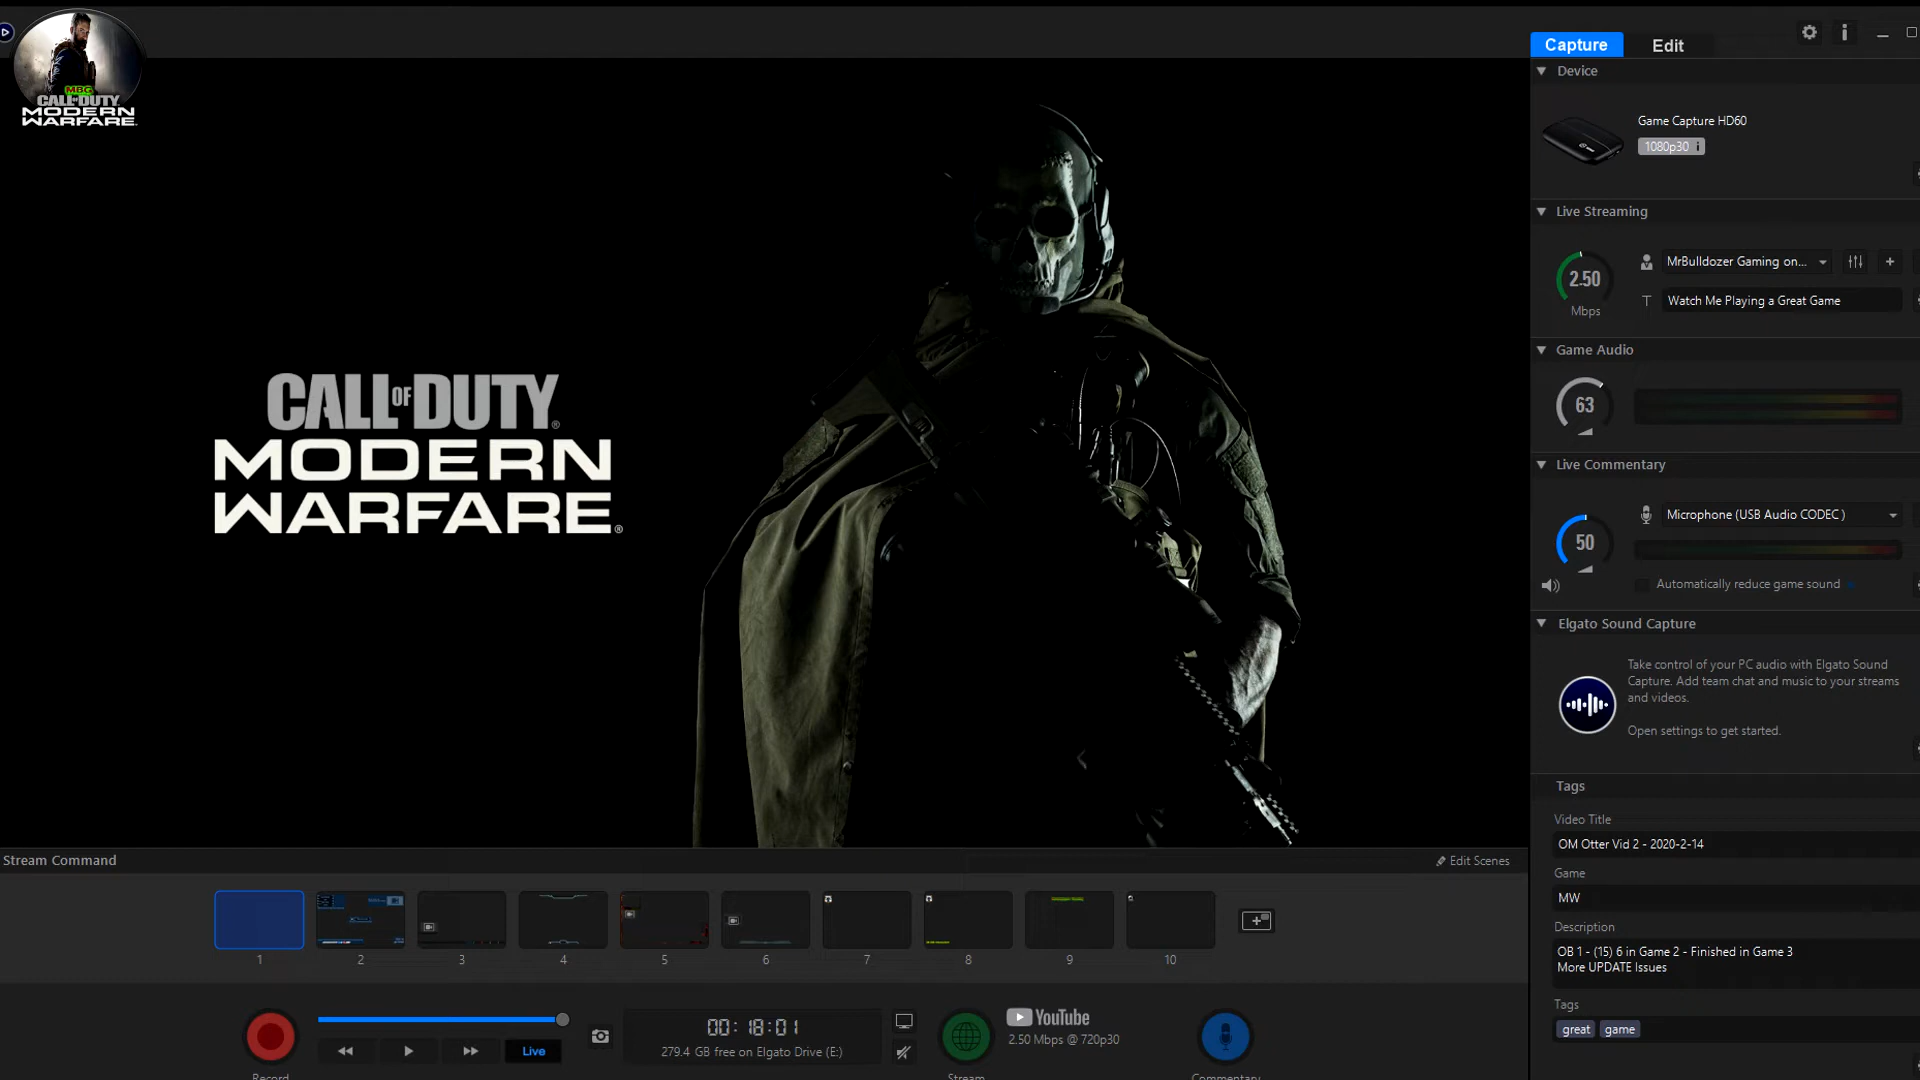 MBG
CALL OF DUTY
MODERN
WARFARE
Capture
Edit
Device
Game Capture HD60
1080p30 i
CALL OF DUTY®
MODERN
WARFARE®
Live Streaming
2.50
Mbps
MrBulldozer Gaming on...
T
Watch Me Playing a Great Game
Game Audio
63
Live Commentary
50
Microphone (USB Audio CODEC )
Automatically reduce game sound
Elgato Sound Capture
Take control of your PC audio with Elgato Sound
Capture. Add team chat and music to your streams
and videos.
Open settings to get started.
Tags
Video Title
OM Otter Vid 2 - 2020-2-14
Game
MW
Description
OB 1 - (15) 6 in Game 2 - Finished in Game 3
More UPDATE Issues
Tags
great game
Stream Command
Edit Scenes
1 2 3 4 5 6 7 8 9 10
Record
Live
00:18:01
279.4 GB free on Elgato Drive (E:)
Stream
YouTube
2.50 Mbps @ 720p30
Commentary